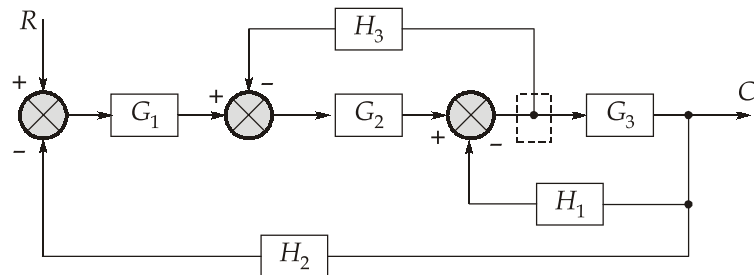 R
H₃
+
−
+
−
G₁
G₂
+
−
G₃
C
H₁
H₂